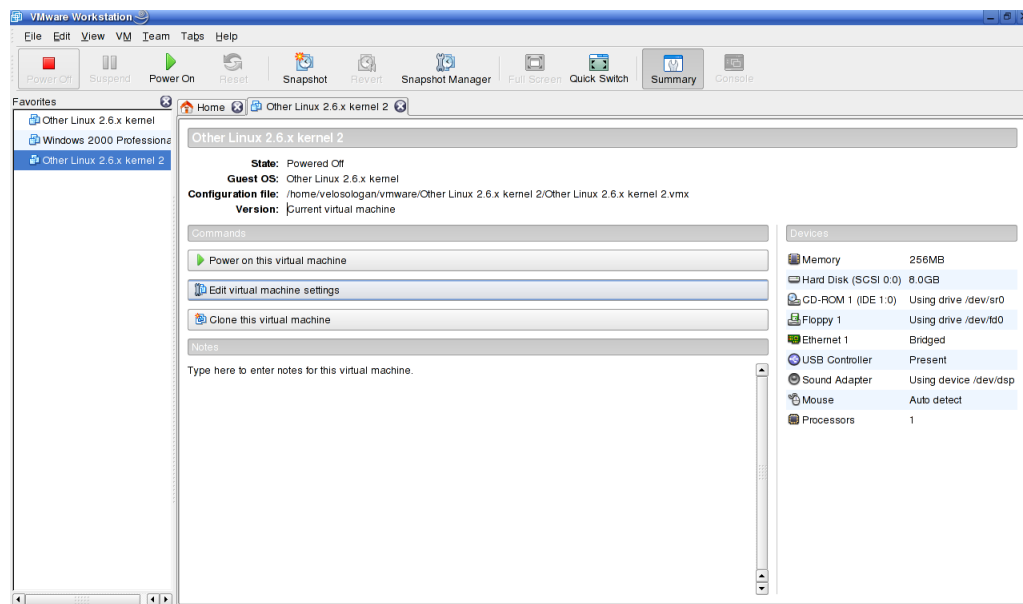 VMware Workstation
File Edit View VM Team Tabs Help
Power Off Suspend Power On Reset Snapshot Revert Snapshot Manager Full Screen Quick Switch Summary Console
Favorites
Home Other Linux 2.6.x kernel 2
Other Linux 2.6.x kernel
Windows 2000 Professiona
Other Linux 2.6.x kernel 2
Other Linux 2.6.x kernel 2
State: Powered Off
Guest OS: Other Linux 2.6.x kernel
Configuration file: /home/velosologan/vmware/Other Linux 2.6.x kernel 2/Other Linux 2.6.x kernel 2.vmx
Version: Current virtual machine
Commands
Power on this virtual machine
Edit virtual machine settings
Clone this virtual machine
Notes
Type here to enter notes for this virtual machine.
Devices
Memory 256MB
Hard Disk (SCSI 0:0) 8.0GB
CD-ROM 1 (IDE 1:0) Using drive /dev/sr0
Floppy 1 Using drive /dev/fd0
Ethernet 1 Bridged
USB Controller Present
Sound Adapter Using device /dev/dsp
Mouse Auto detect
Processors 1